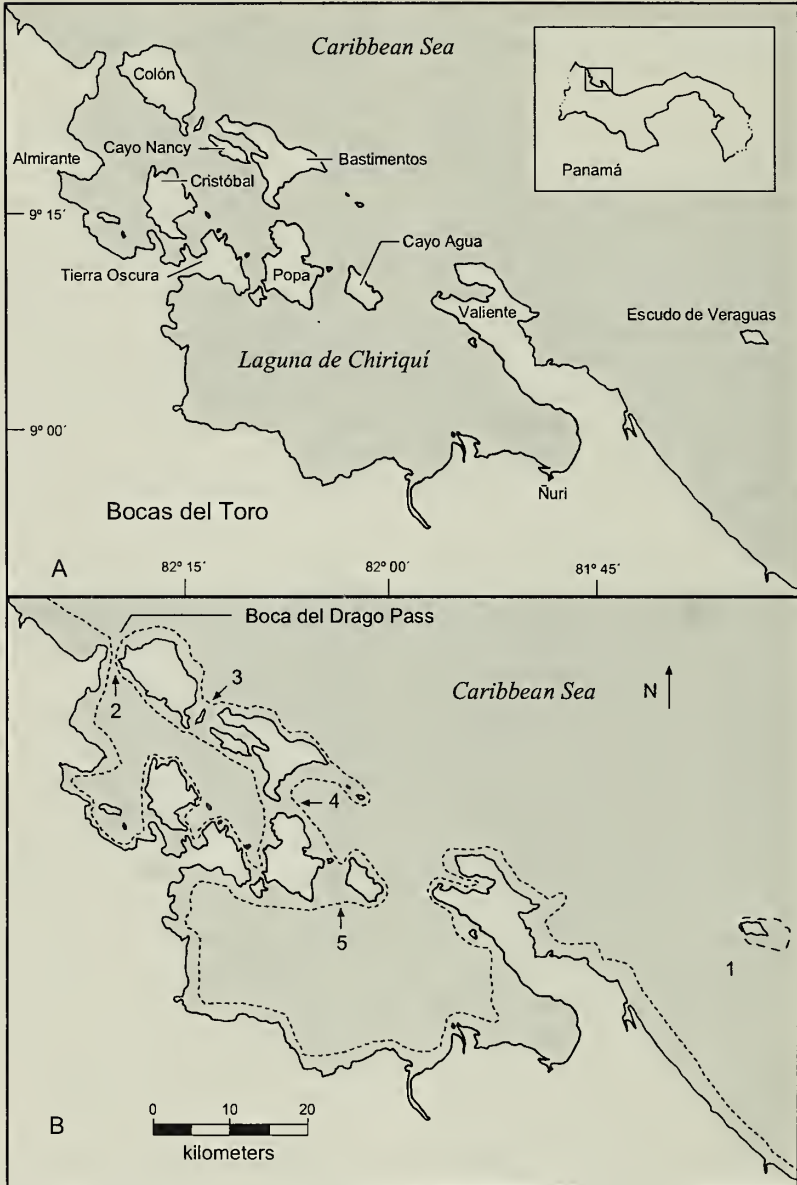 Caribbean Sea
Colón
Panamá
Cayo Nancy
Bastimentos
Almirante
Cristóbal
9° 15´
Cayo Agua
Tierra Oscura
Popa
Valiente
Escudo de Veraguas
Laguna de Chiriquí
9° 00´
Ñuri
Bocas del Toro
A
82° 15´
82° 00´
81° 45´
Boca del Drago Pass
3
Caribbean Sea
N
2
4
5
1
0
10
20
B
kilometers